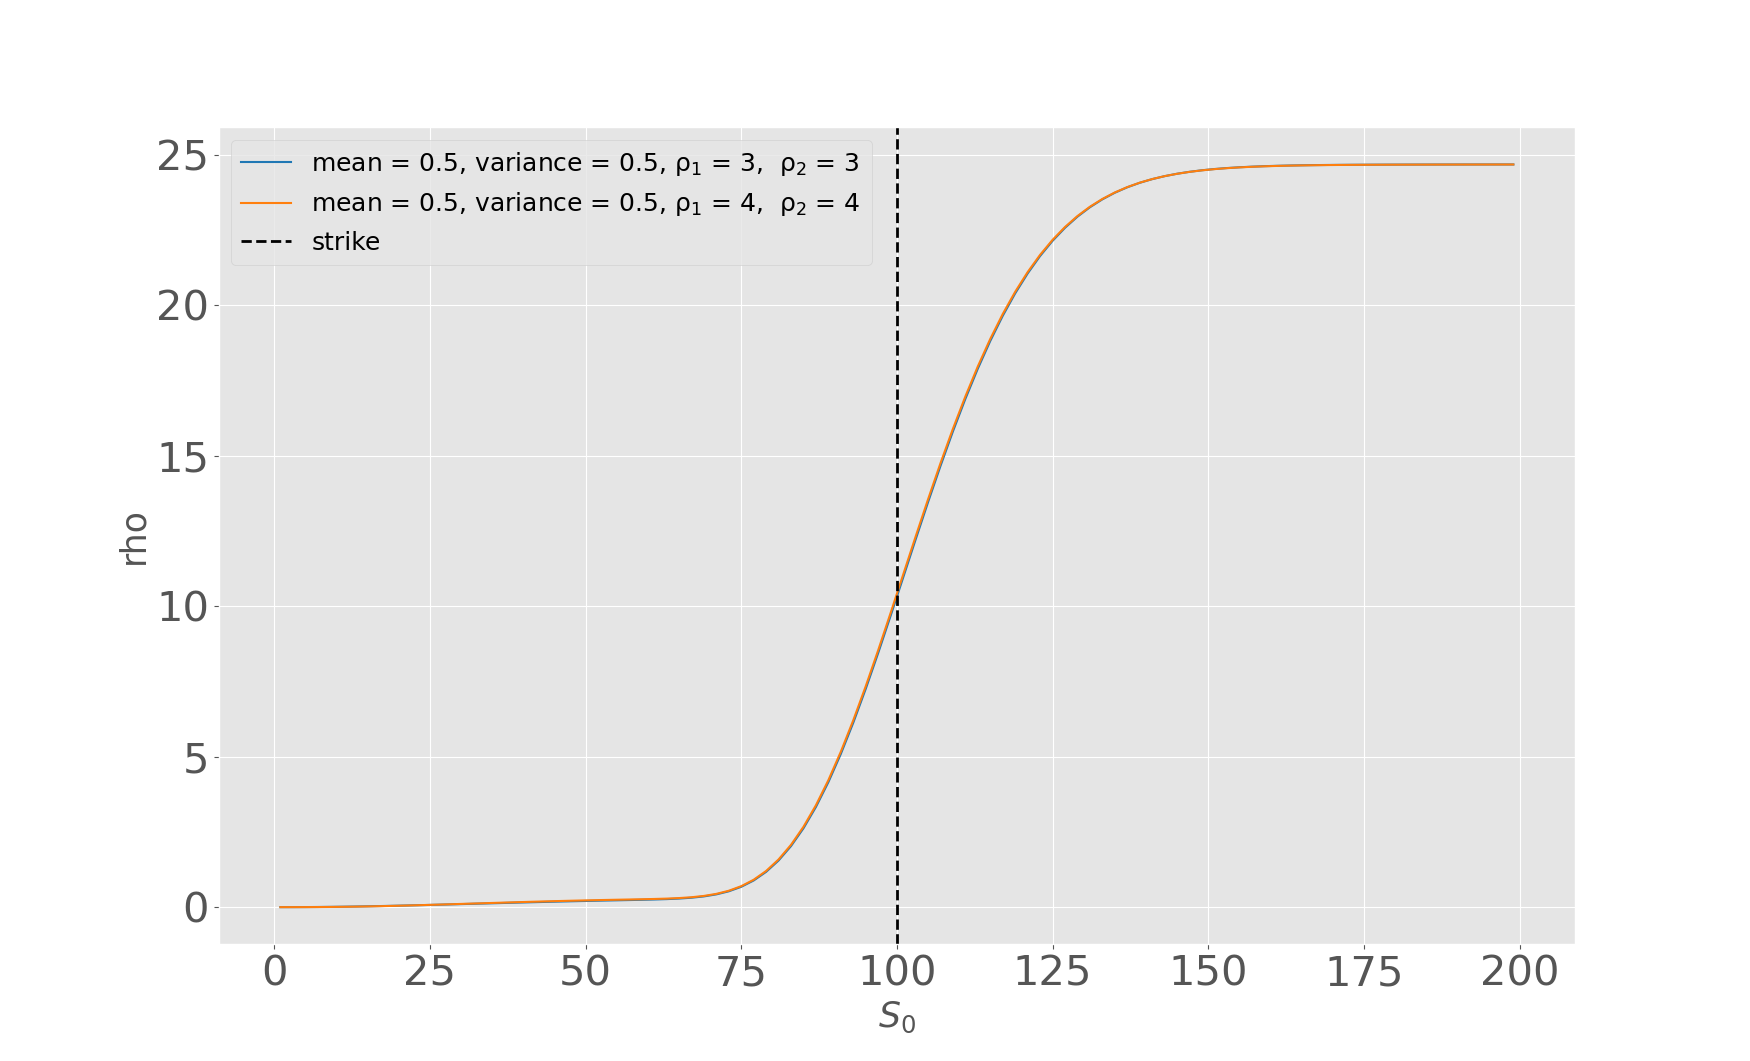 mean = 0.5, variance = 0.5, ρ₁ = 3, ρ₂ = 3
mean = 0.5, variance = 0.5, ρ₁ = 4, ρ₂ = 4
strike
25
20
15
10
5
0
rho
0 25 50 75 100 125 150 175 200
S₀